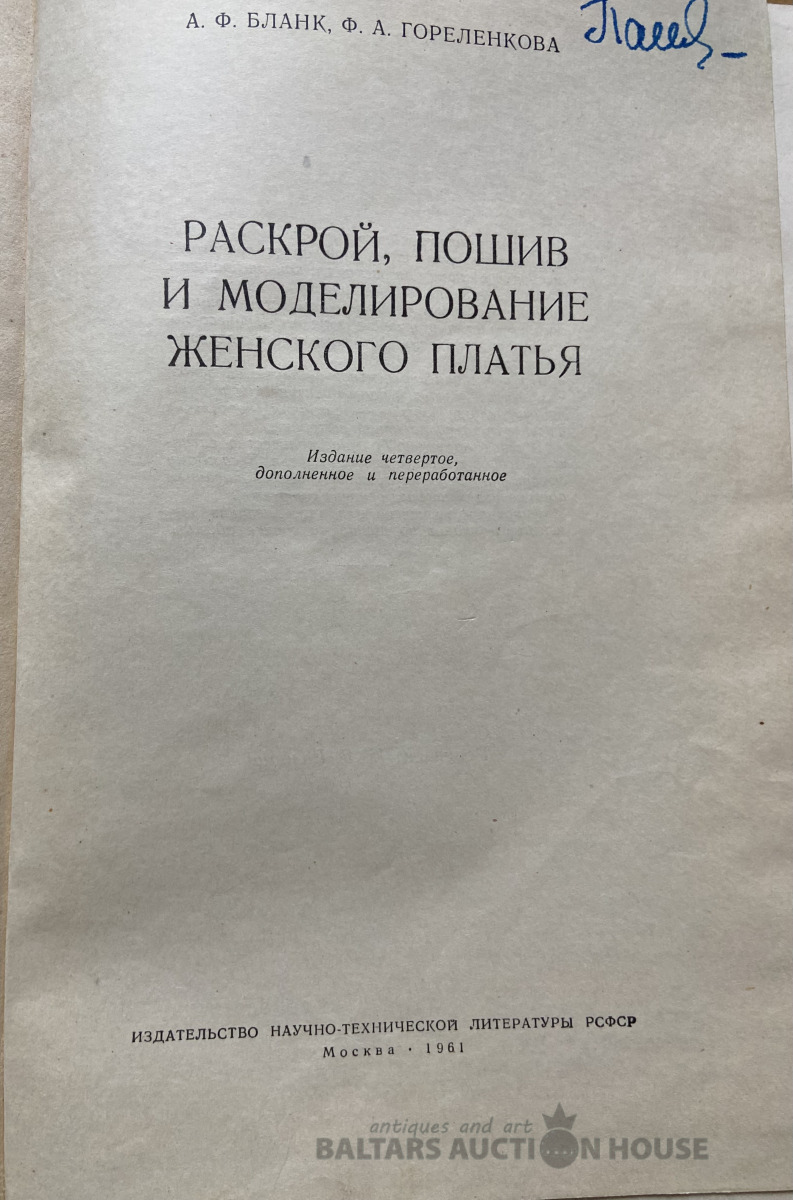 А. Ф. БЛАНК, Ф. А. ГОРЕЛЕНКОВА
РАСКРОЙ, ПОШИВ
И МОДЕЛИРОВАНИЕ
ЖЕНСКОГО ПЛАТЬЯ
Издание четвертое,
дополненное и переработанное
ИЗДАТЕЛЬСТВО НАУЧНО-ТЕХНИЧЕСКОЙ ЛИТЕРАТУРЫ РСФСР
Москва · 1961
antiques and art
BALTARS AUCTION HOUSE